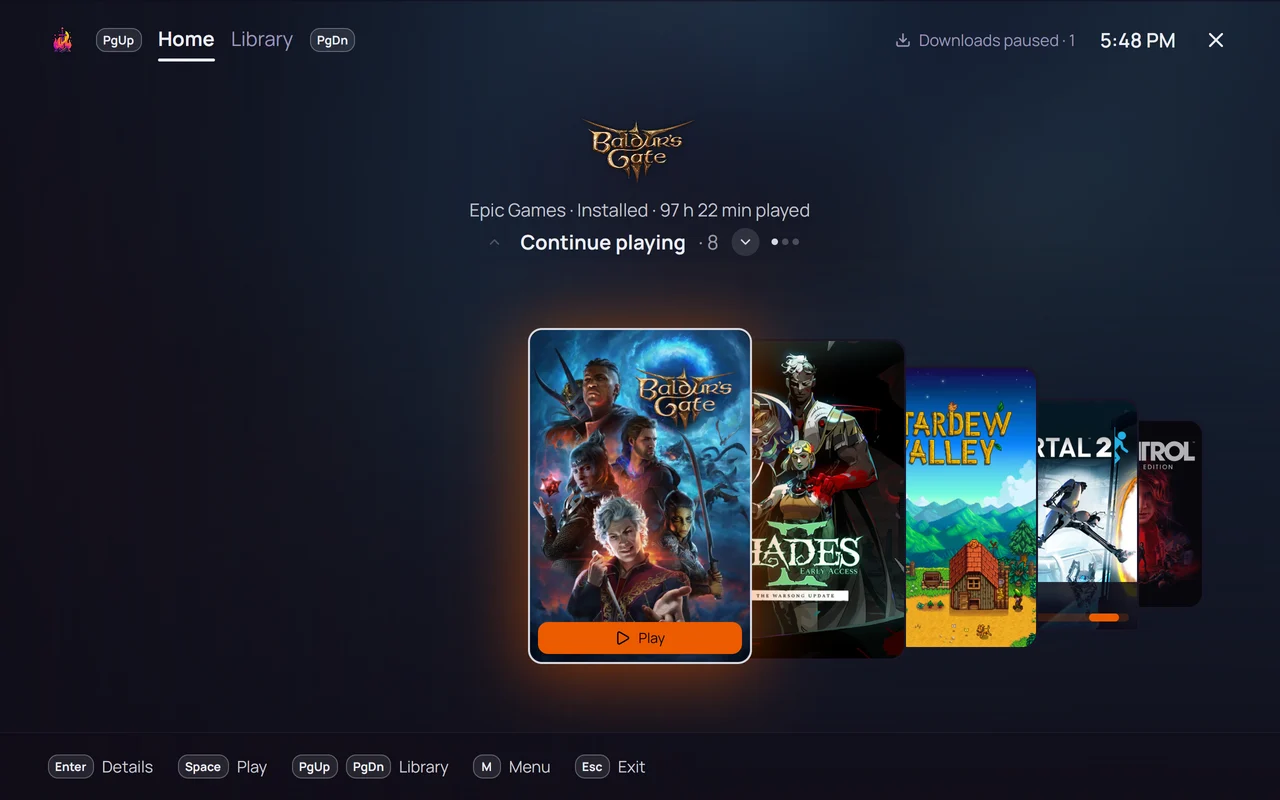 PgUp Home Library PgDn
Downloads paused · 1 5:48 PM
Baldur's
Gate
Epic Games · Installed · 97 h 22 min played
Continue playing · 8
Baldur's
Gate
Play
HADES
II
EARLY ACCESS
THE WARSONG UPDATE
TARDEW
VALLEY
RTAL 2
TROL
EDITION
Enter Details Space Play PgUp PgDn Library M Menu Esc Exit